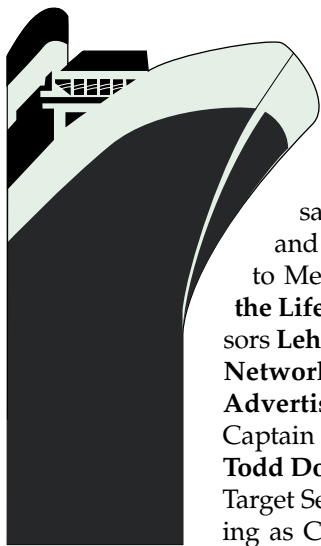 sa
and
to Me
the Life
sors Leh
Network
Advertis
Captain
Todd Do
Target Se
ing as C